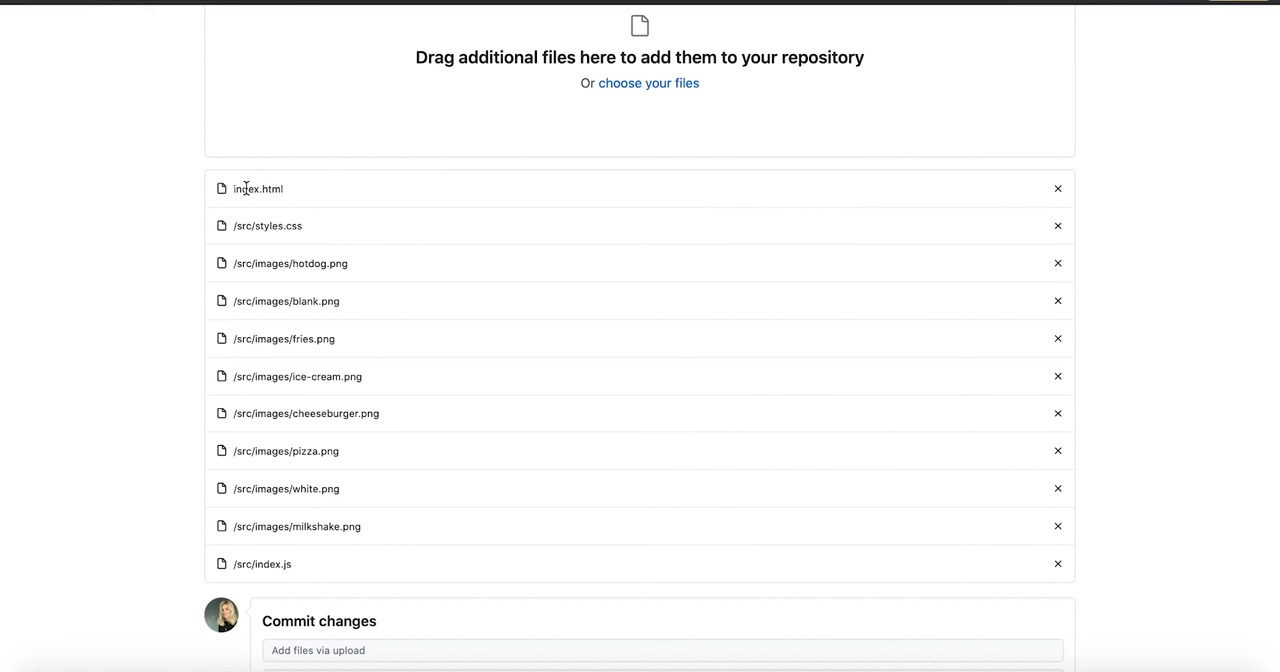 Drag additional files here to add them to your repository
Or choose your files
index.html
/src/styles.css
/src/images/hotdog.png
/src/images/blank.png
/src/images/fries.png
/src/images/ice-cream.png
/src/images/cheeseburger.png
/src/images/pizza.png
/src/images/white.png
/src/images/milkshake.png
/src/index.js
Commit changes
Add files via upload